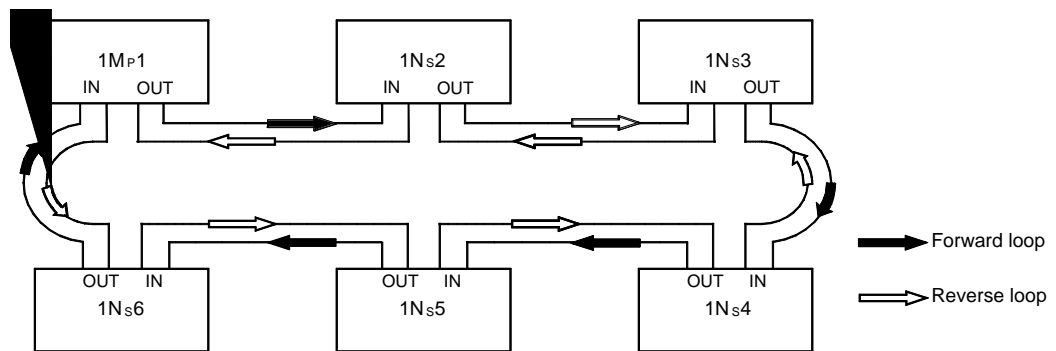 1MP1
IN OUT
1NS2
IN OUT
1NS3
IN OUT
OUT IN
1NS6
OUT IN
1NS5
OUT IN
1NS4
Forward loop
Reverse loop